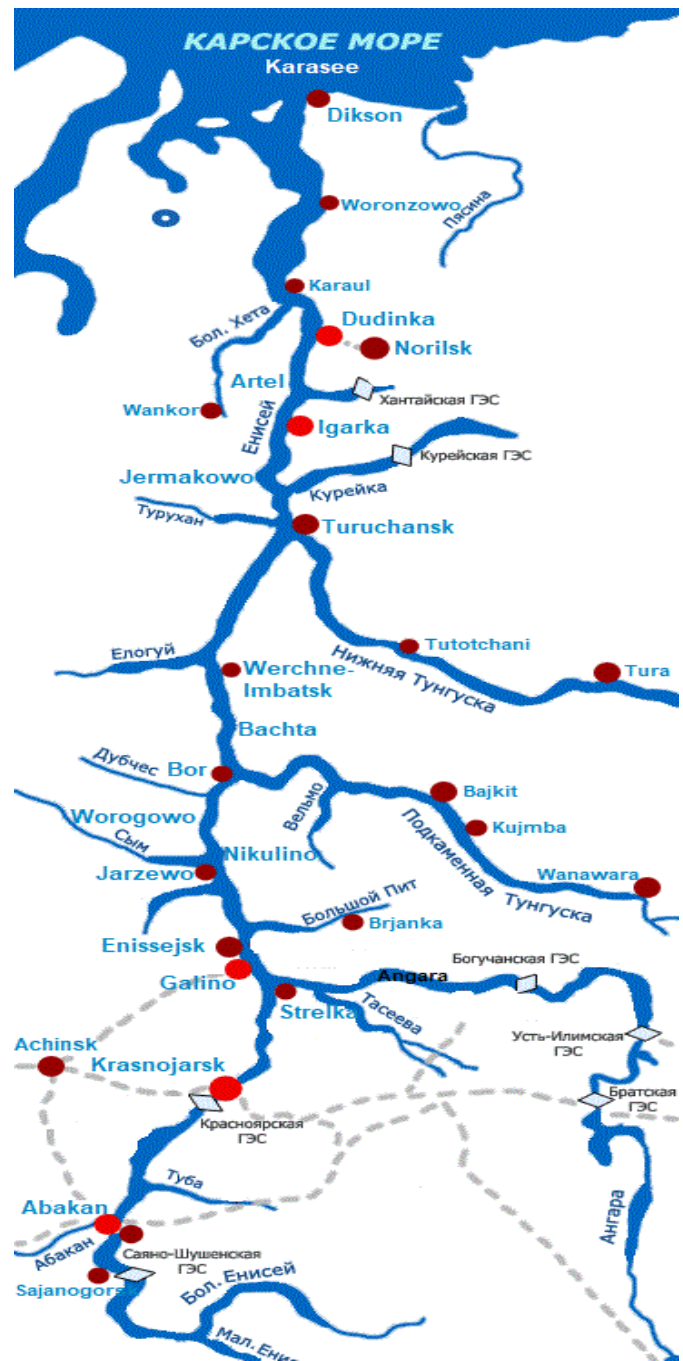 КАРСКОЕ МОРЕ
Karasee
Dikson
Woronzowo
Пясина
Karaul
Бол. Хета
Dudinka
Norilsk
Artel
Хантайская ГЭС
Wankor
Енисей
Igarka
Курейская ГЭС
Jermakowo
Курейка
Турухан
Turuchansk
Елогуй
Tutotchani
Нижняя Тунгуска
Werchne-
Imbatsk
Tura
Bachta
Дубчес
Bor
Bajkit
Вельмо
Worogowo
Kujmba
Сым
Nikulino
Подкаменная Тунгуска
Jarzewo
Wanawara
Большой Пит
Brjanka
Enissejsk
Богучанская ГЭС
Galino
Angara
Strelka
Тасеева
Усть-Илимская
ГЭС
Achinsk
Krasnojarsk
Братская
ГЭС
Красноярская
ГЭС
Туба
Abakan
Ангара
Абакан
Саяно-Шушенская
ГЭС
Sajanogorsk
Бол. Енисей
Мал. Енис